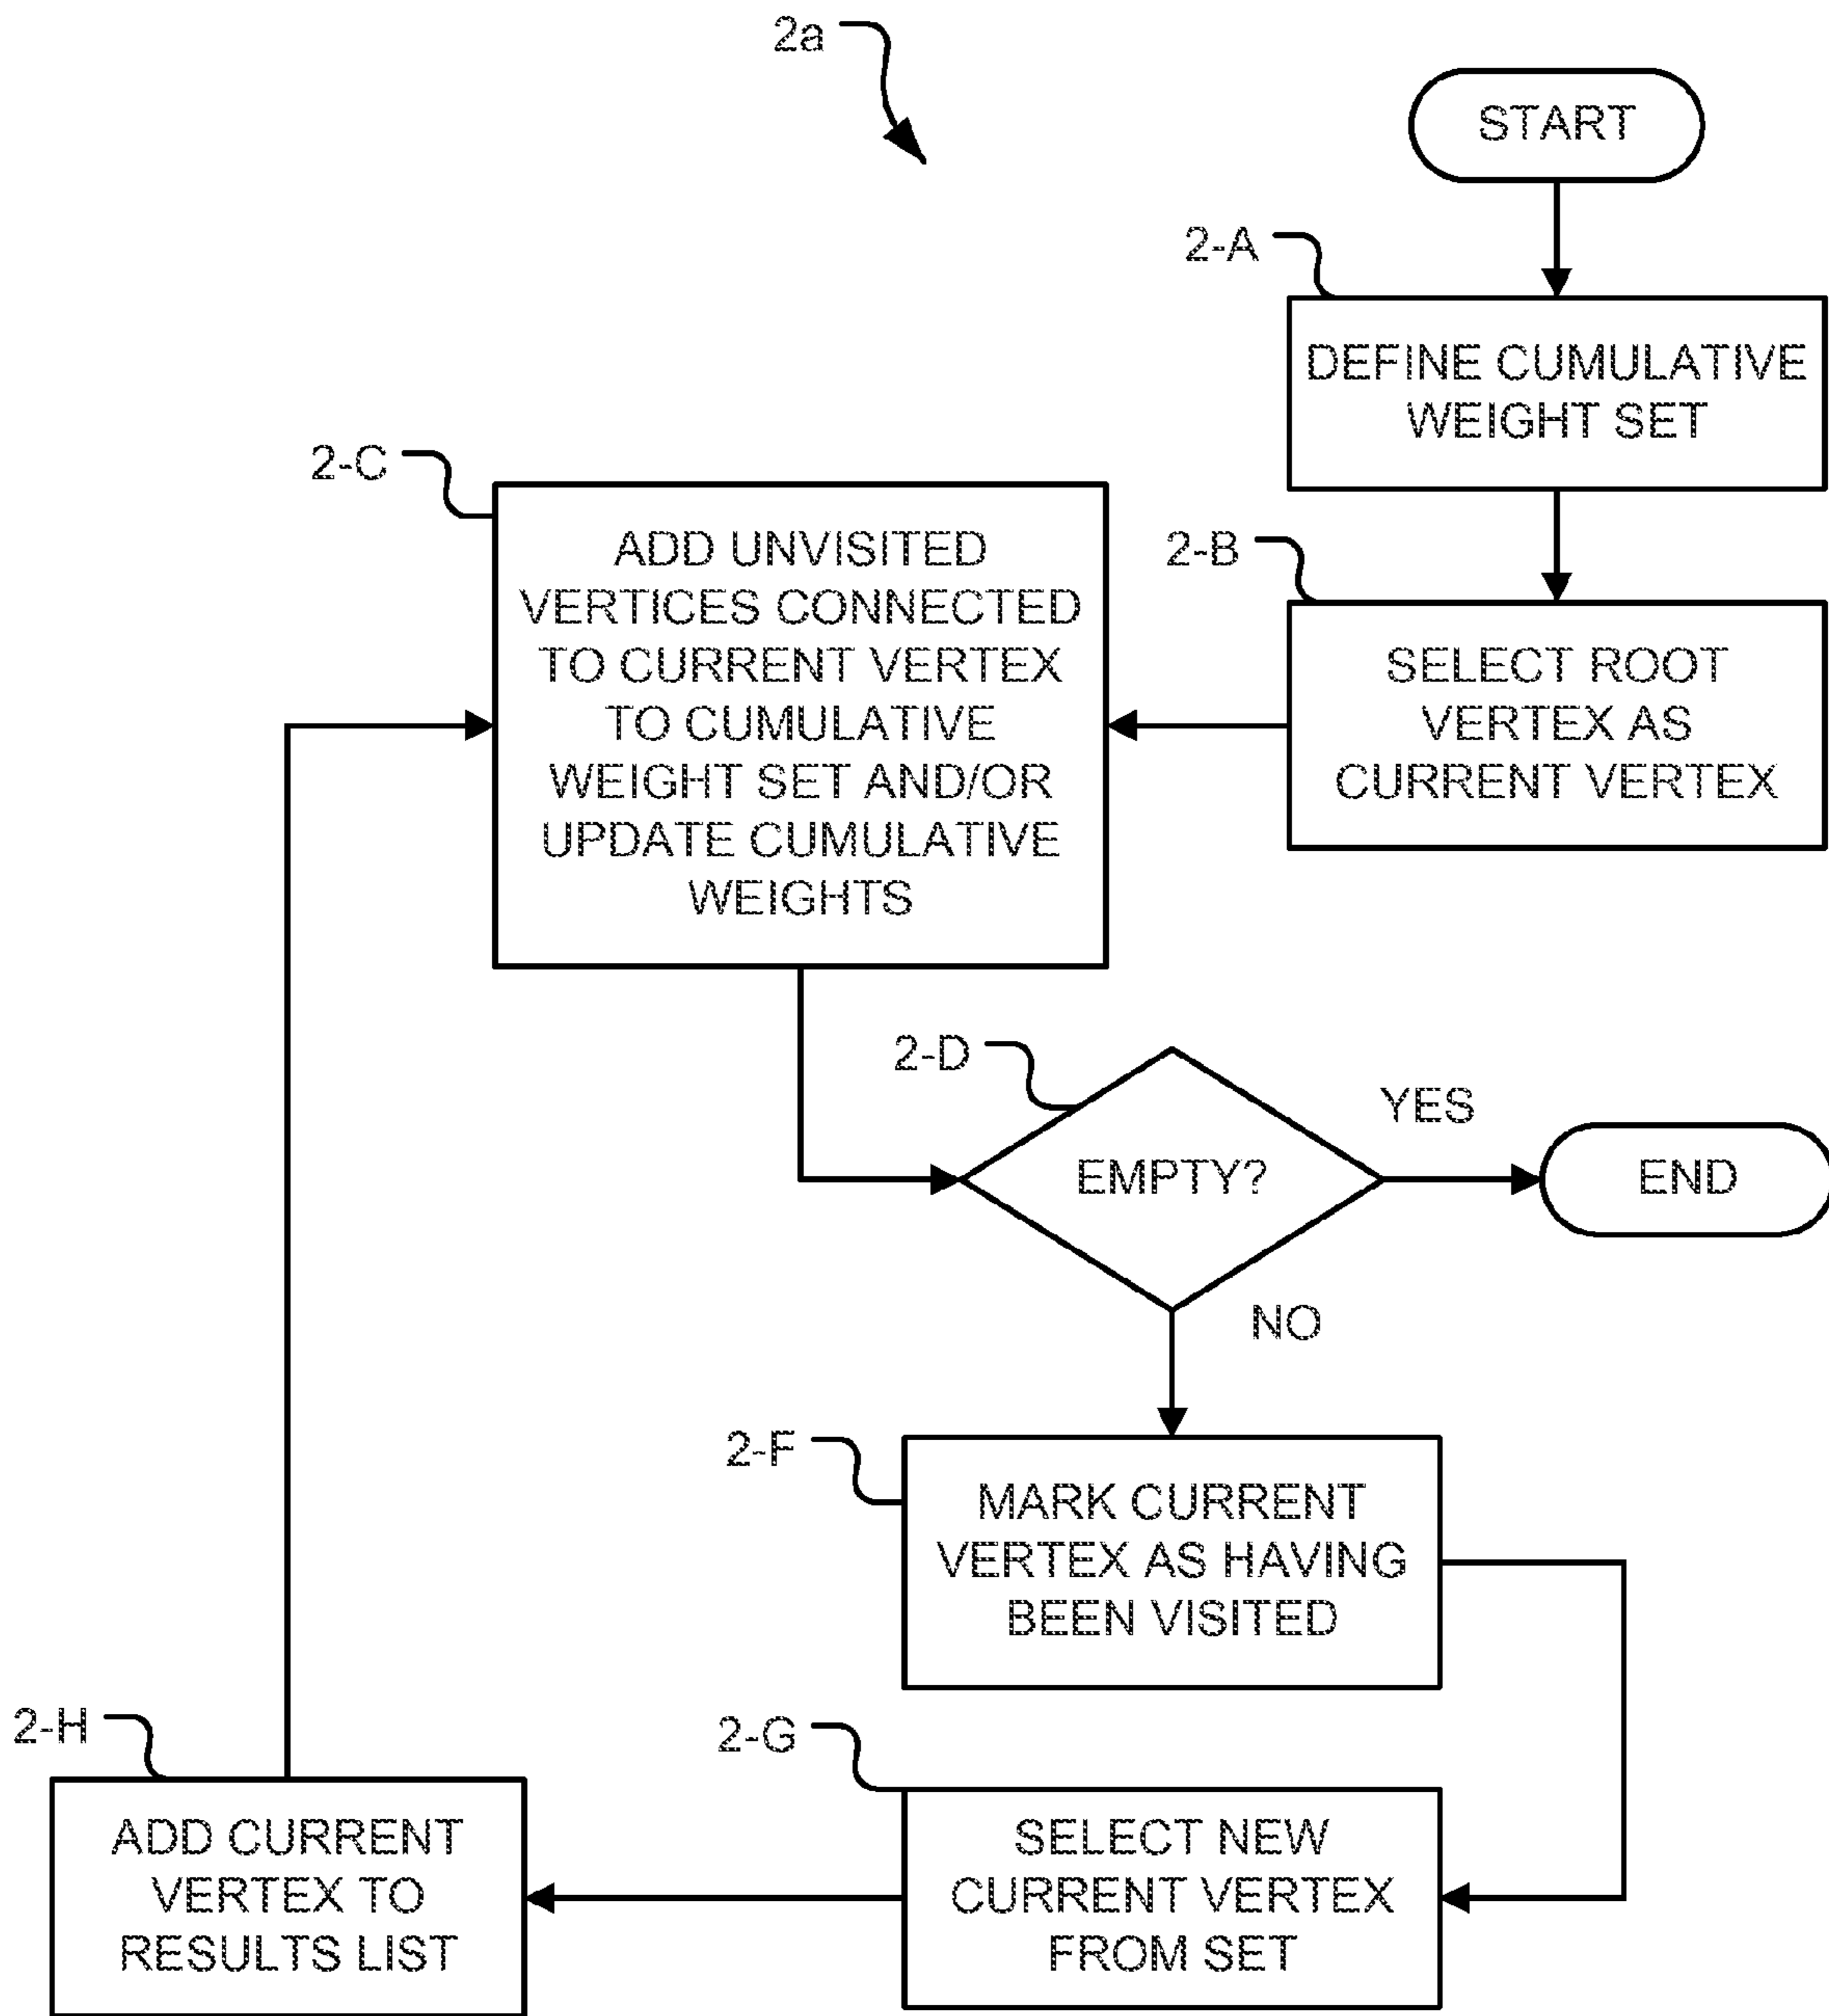 2a
START
2-A
DEFINE CUMULATIVE
WEIGHT SET
2-C
ADD UNVISITED
VERTICES CONNECTED
TO CURRENT VERTEX
TO CUMULATIVE
WEIGHT SET AND/OR
UPDATE CUMULATIVE
WEIGHTS
2-B
SELECT ROOT
VERTEX AS
CURRENT VERTEX
2-D
EMPTY?
YES
END
NO
2-F
MARK CURRENT
VERTEX AS HAVING
BEEN VISITED
2-G
SELECT NEW
CURRENT VERTEX
FROM SET
2-H
ADD CURRENT
VERTEX TO
RESULTS LIST